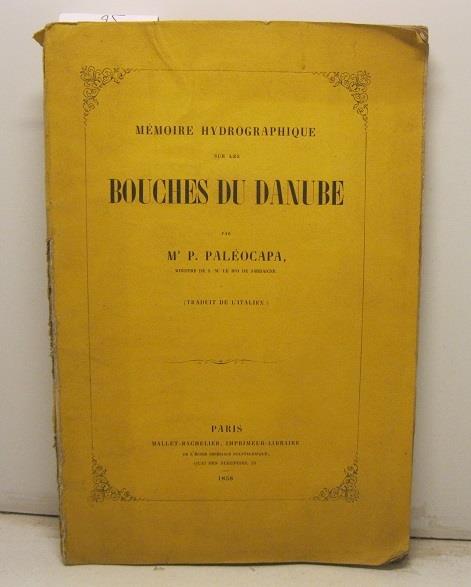 95
MÉMOIRE HYDROGRAPHIQUE
SUR LES
BOUCHES DU DANUBE
PAR
Mr P. PALÉOCAPA,
MINISTRE DE S. M. LE ROI DE SARDAIGNE
(TRADUIT DE L'ITALIEN)
PARIS
MALLET-BACHELIER, IMPRIMEUR-LIBRAIRE
DE L'ÉCOLE IMPÉRIALE POLYTECHNIQUE,
QUAI DES AUGUSTINS, 55
1858